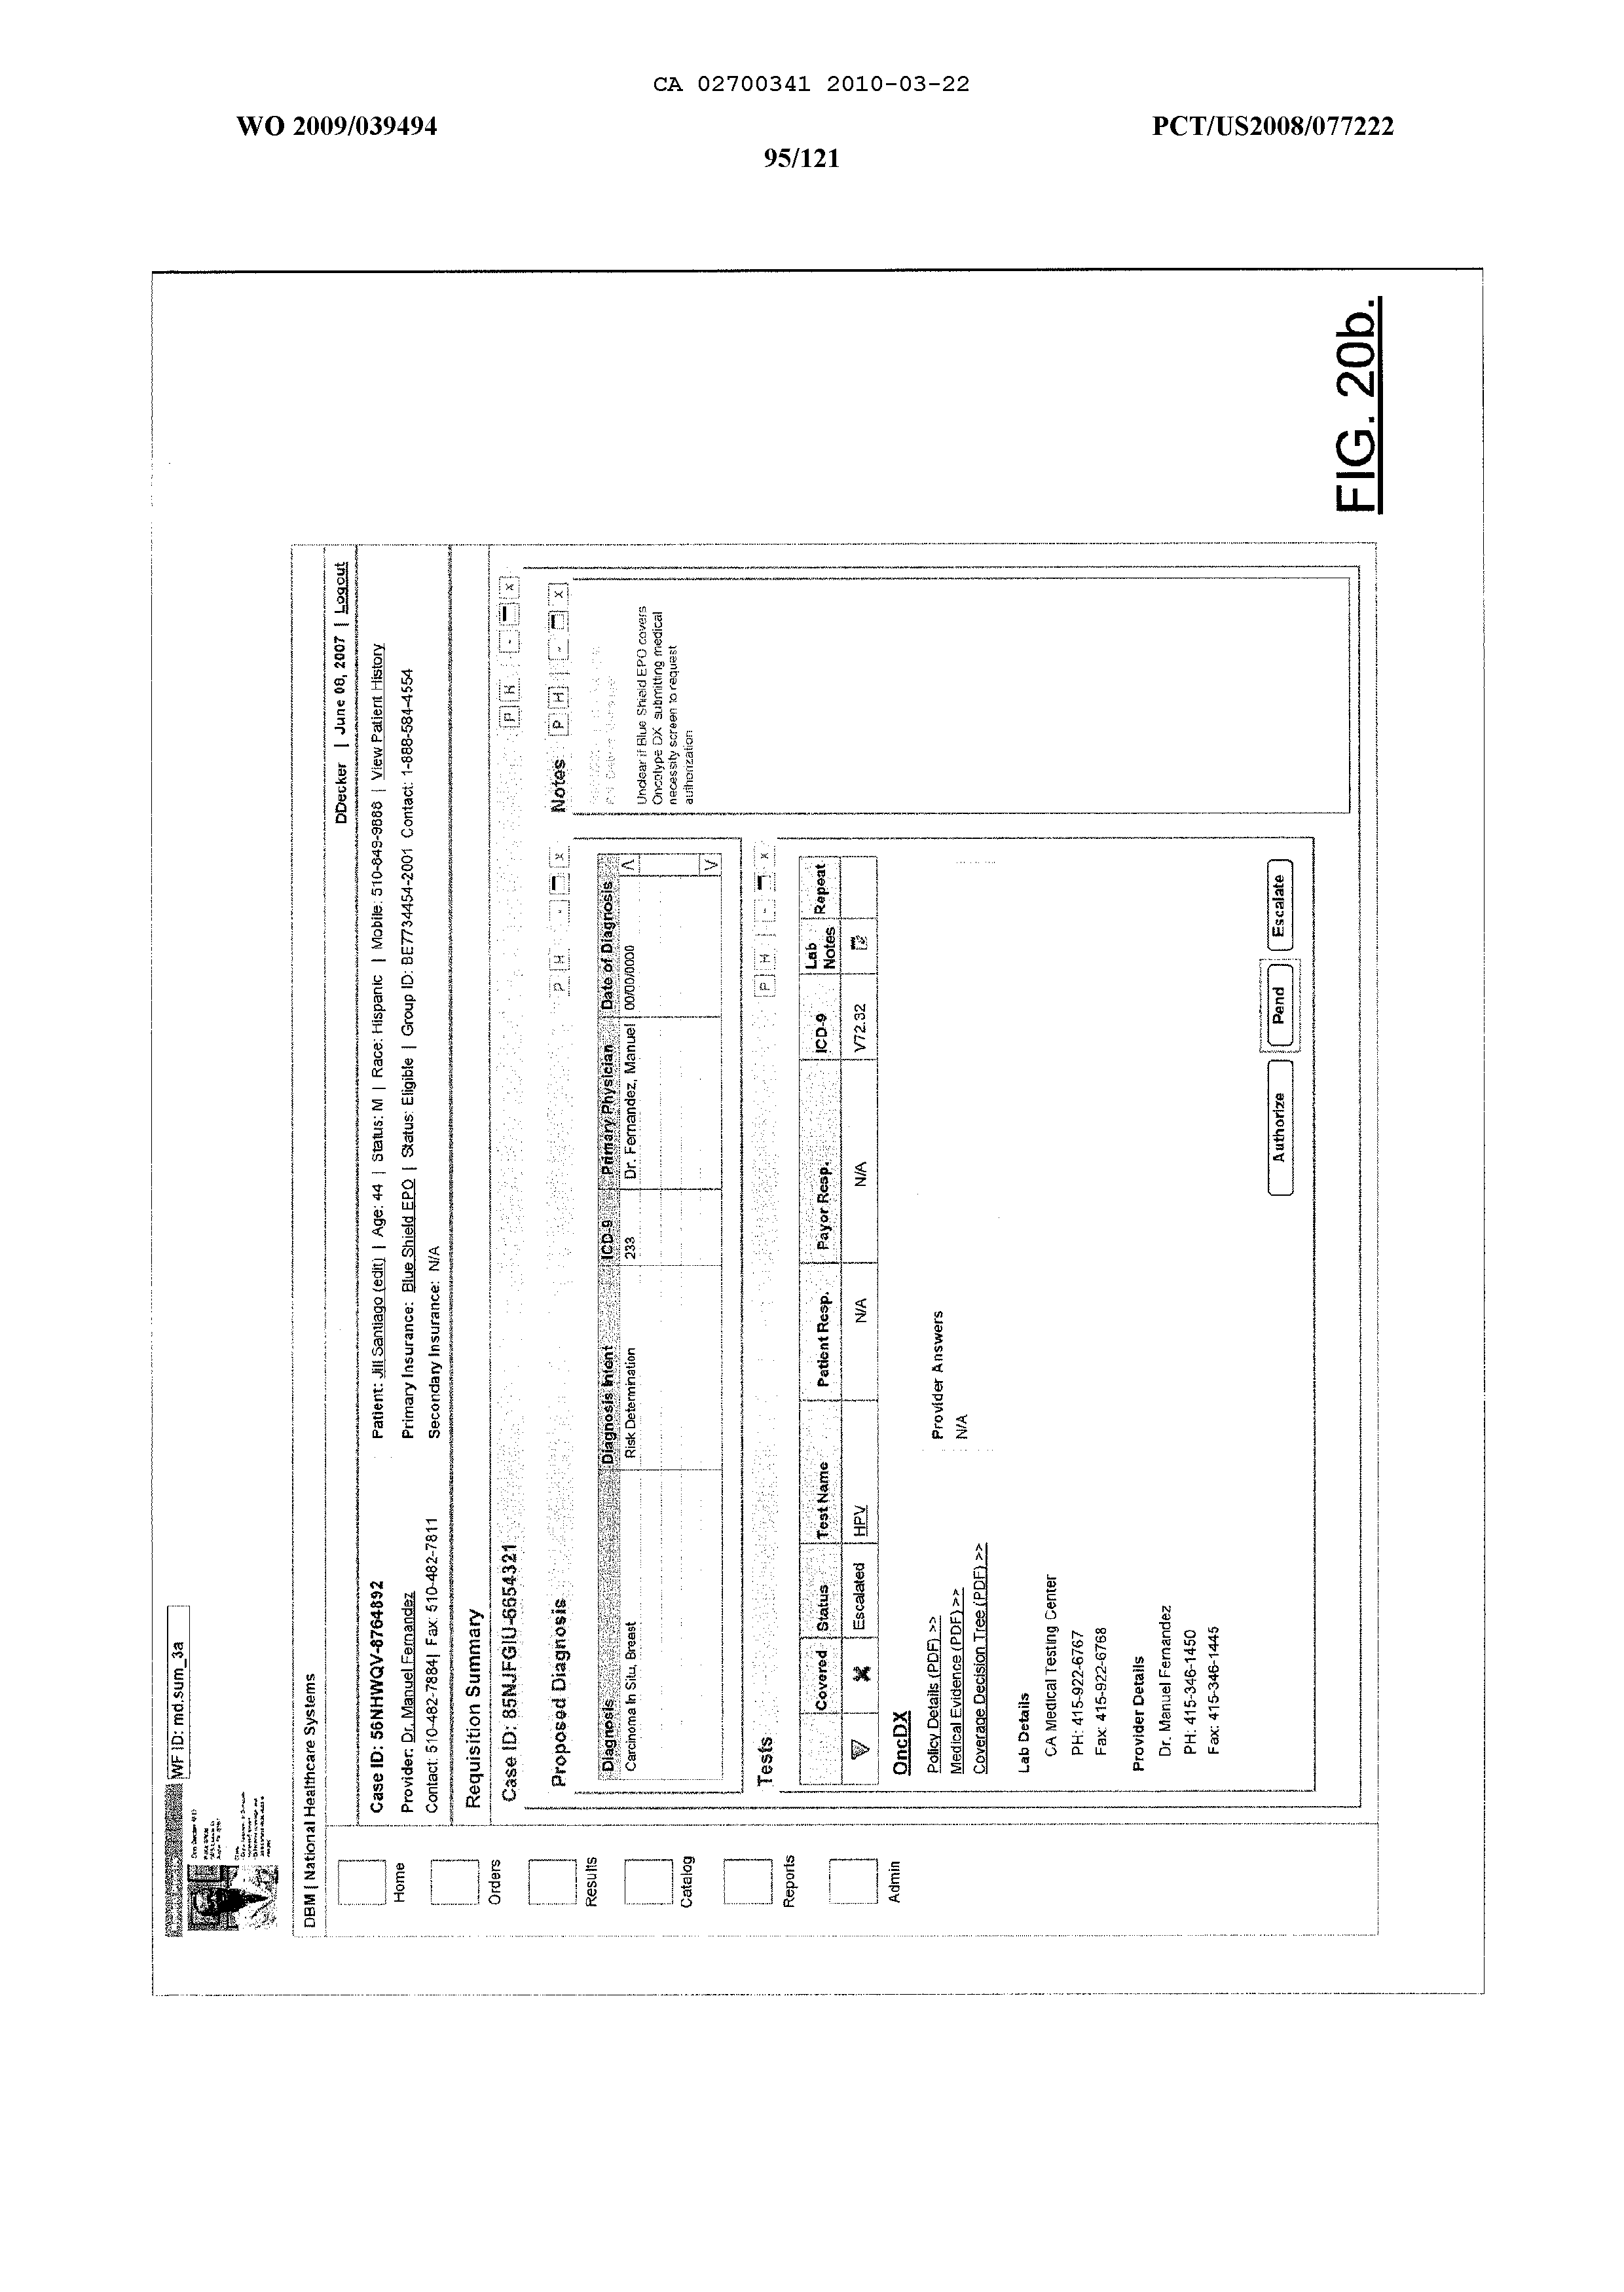 CA 02700341 2010-03-22
WO 2009/039494
PCT/US2008/077222
95/121
WF ID: md.sum_3a
DBM | National Healthcare Systems
DDecker | June 08, 2007 | Logout
Home
Orders
Results
Catalog
Reports
Admin
Case ID: 56NHWQV-8764892
Patient: Jill Santiago (edit) | Age: 44 | Status: M | Race: Hispanic | Mobile: 510-849-9888 | View Patient History
Provider: Dr. Manuel Fernandez
Primary Insurance: Blue Shield EPO | Status: Eligible | Group ID: BE7734454-2001 Contact: 1-888-584-4554
Contact: 510-482-7884| Fax: 510-482-7811
Secondary Insurance: N/A
Requisition Summary
Case ID: 85NJFGIU-6654321
P H - x
Proposed Diagnosis
P H - x
Diagnosis Diagnosis Intent ICD-9 Primary Physician Date of Diagnosis
Carcinoma In Situ, Breast Risk Determination 233 Dr. Fernandez, Manuel 00/00/0000
Notes
P H - x
Unclear if Blue Shield EPO covers
Oncotype DX submitting medical
necessity screen to request
authorization
Tests
P H - x
Covered Status Test Name Patient Resp. Payor Resp. ICD-9 Lab Notes Repeat
Escalated HPV N/A N/A V72.32
OncDX
Policy Details (PDF) >>
Medical Evidence (PDF) >>
Coverage Decision Tree (PDF) >>
Provider Answers
N/A
Lab Details
CA Medical Testing Center
PH: 415-922-6767
Fax: 415-922-6768
Provider Details
Dr. Manuel Fernandez
PH: 415-346-1450
Fax: 415-346-1445
Authorize
Pend
Escalate
FIG. 20b.